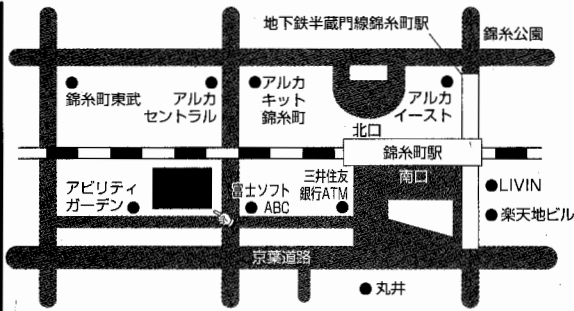 地下鉄半蔵門線錦糸町駅
錦糸公園
錦糸町東武
アルカ
セントラル
アルカ
キット
錦糸町
アルカ
イースト
北口
錦糸町駅
南口
アビリティ
ガーデン
富士ソフト
ABC
三井住友
銀行ATM
LIVIN
楽天地ビル
京葉道路
丸井